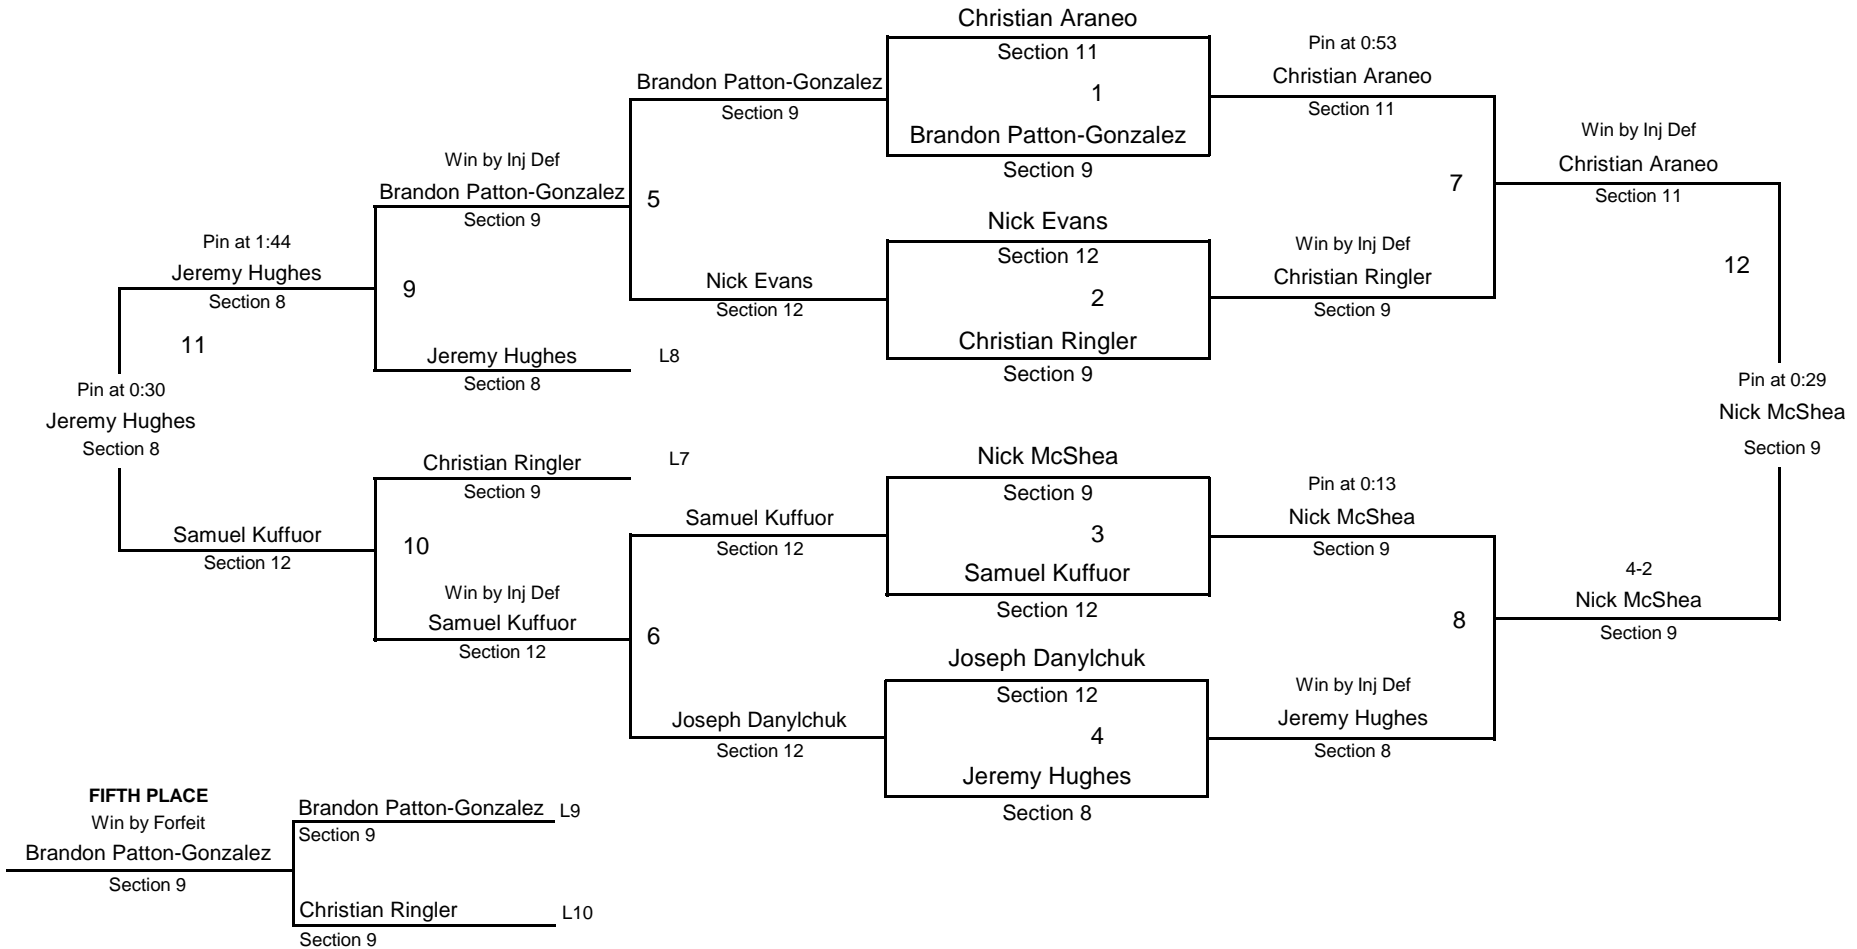 Christian Araneo
Section 11
1
Brandon Patton-Gonzalez
Section 9
Nick Evans
Section 12
2
Christian Ringler
Section 9
Nick McShea
Section 9
3
Samuel Kuffuor
Section 12
Joseph Danylchuk
Section 12
4
Jeremy Hughes
Section 8
Pin at 0:53
Christian Araneo
Section 11
7
Win by Inj Def
Christian Ringler
Section 9
Pin at 0:13
Nick McShea
Section 9
8
Win by Inj Def
Jeremy Hughes
Section 8
Win by Inj Def
Christian Araneo
Section 11
12
4-2
Nick McShea
Section 9
Pin at 0:29
Nick McShea
Section 9
Brandon Patton-Gonzalez
Section 9
5
Nick Evans
Section 12
Samuel Kuffuor
Section 12
6
Joseph Danylchuk
Section 12
Win by Inj Def
Brandon Patton-Gonzalez
Section 9
9
Jeremy Hughes
L8
Section 8
Christian Ringler
L7
Section 9
10
Win by Inj Def
Samuel Kuffuor
Section 12
Pin at 1:44
Jeremy Hughes
Section 8
11
Samuel Kuffuor
Section 12
Pin at 0:30
Jeremy Hughes
Section 8
FIFTH PLACE
Win by Forfeit
Brandon Patton-Gonzalez
Section 9
Brandon Patton-Gonzalez
L9
Section 9
Christian Ringler
L10
Section 9